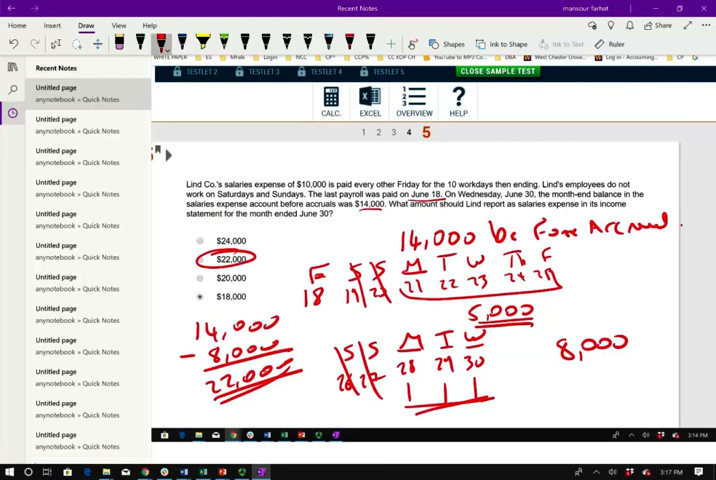 Recent Notes
mansour farhat
Home
Insert
Draw
View
Help
Share
Shapes
Ink to Shape
Ink to Text
Ruler
Recent Notes
Untitled page
anynotebook » Quick Notes
Untitled page
anynotebook » Quick Notes
Untitled page
anynotebook » Quick Notes
Untitled page
anynotebook » Quick Notes
Untitled page
anynotebook » Quick Notes
Untitled page
anynotebook » Quick Notes
Untitled page
anynotebook » Quick Notes
Untitled page
anynotebook » Quick Notes
Untitled page
anynotebook » Quick Notes
Untitled page
anynotebook » Quick Notes
Untitled page
anynotebook » Quick Notes
Untitled page
anynotebook » Quick Notes
TESTLET 2
TESTLET 3
TESTLET 4
TESTLET 5
CLOSE SAMPLE TEST
CALC.
EXCEL
OVERVIEW
HELP
1 2 3 4 5
Lind Co.'s salaries expense of $10,000 is paid every other Friday for the 10 workdays then ending. Lind's employees do not
work on Saturdays and Sundays. The last payroll was paid on June 18. On Wednesday, June 30, the month-end balance in the
salaries expense account before accruals was $14,000. What amount should Lind report as salaries expense in its income
statement for the month ended June 30?
$24,000
$22,000
$20,000
$18,000
14,000 before Accrual
F S S M T W Th F
18 19 20 21 22 23 24 25
5,000
14,000
- 8,000
22,000
S S M T W
26 27 28 29 30
1 1 1
8,000
3:14 PM
3:17 PM